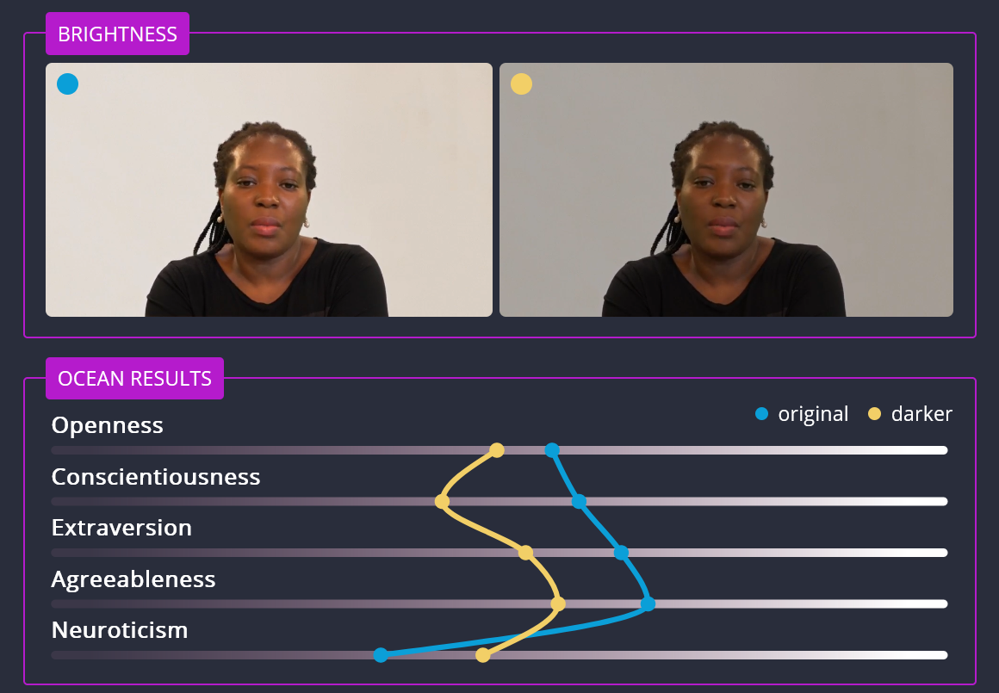 BRIGHTNESS
OCEAN RESULTS
original darker
Openness
Conscientiousness
Extraversion
Agreeableness
Neuroticism